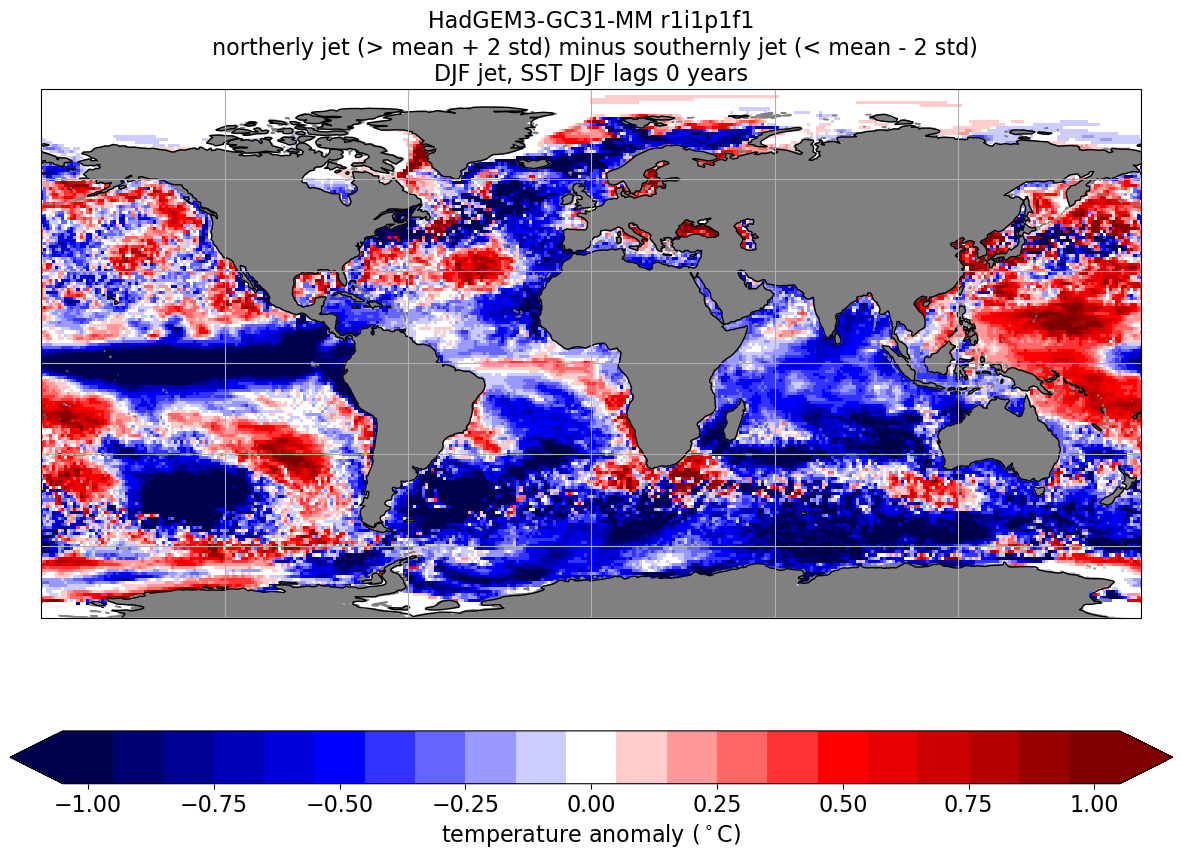 HadGEM3-GC31-MM r1i1p1f1
northerly jet (> mean + 2 std) minus southernly jet (< mean - 2 std)
DJF jet, SST DJF lags 0 years
−1.00 −0.75 −0.50 −0.25 0.00 0.25 0.50 0.75 1.00
temperature anomaly (°C)